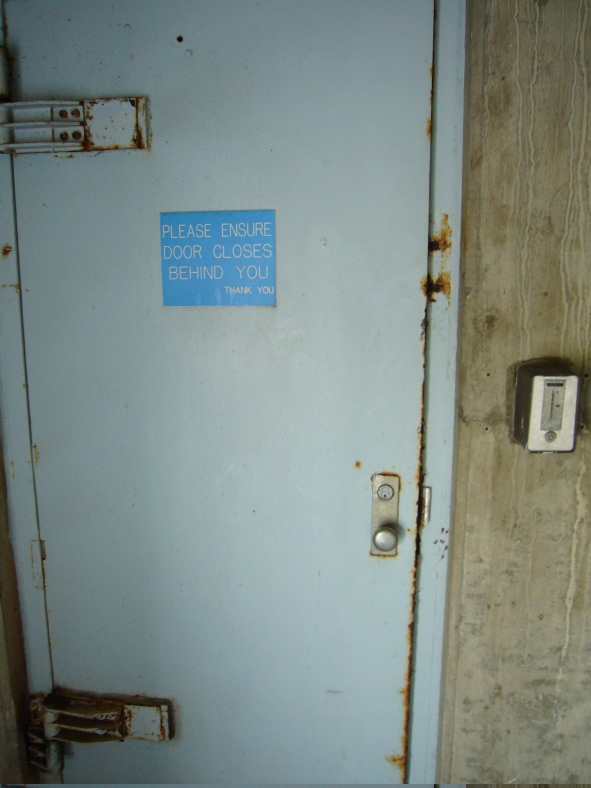 PLEASE ENSURE
DOOR CLOSES
BEHIND YOU
THANK YOU